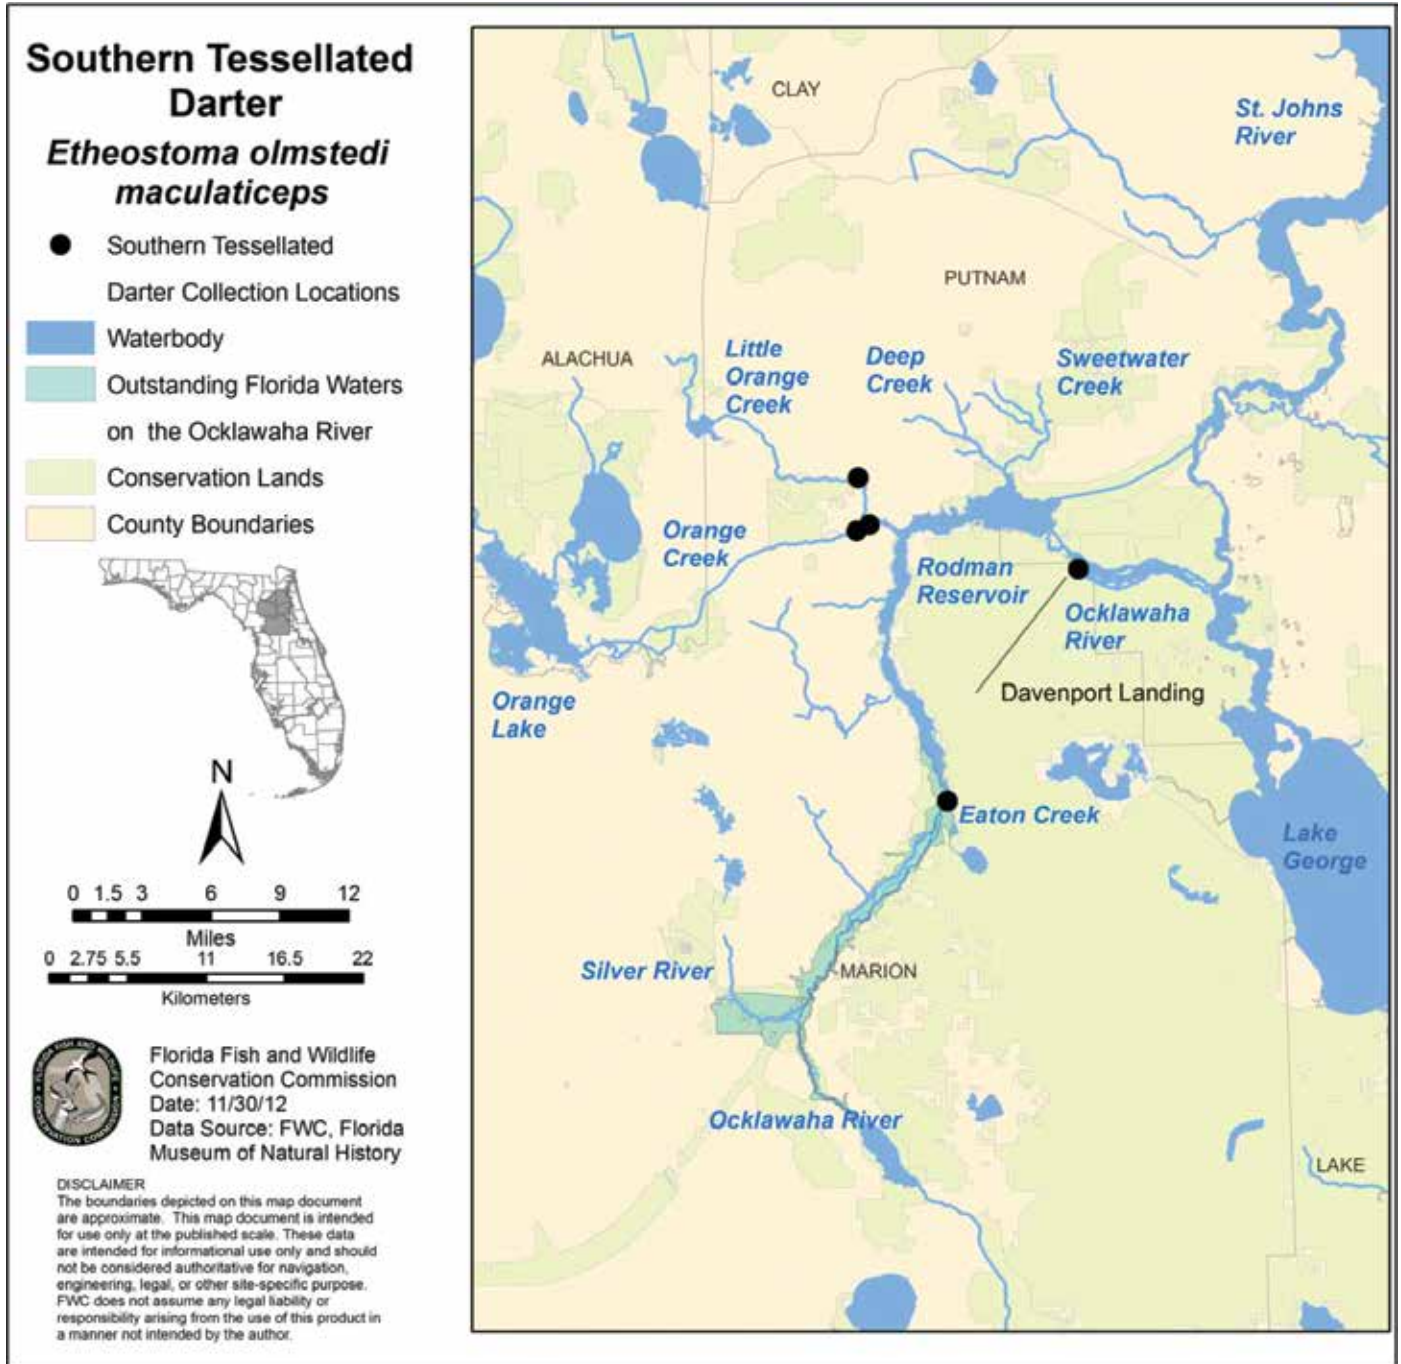 Southern Tessellated
Darter
Etheostoma olmstedi
maculaticeps
Southern Tessellated
Darter Collection Locations
Waterbody
Outstanding Florida Waters
on the Ocklawaha River
Conservation Lands
County Boundaries
N
0 1.5 3 6 9 12
Miles
0 2.75 5.5 11 16.5 22
Kilometers
FLORIDA FISH AND WILDLIFE
CONSERVATION COMMISSION
Florida Fish and Wildlife
Conservation Commission
Date: 11/30/12
Data Source: FWC, Florida
Museum of Natural History
DISCLAIMER
The boundaries depicted on this map document
are approximate. This map document is intended
for use only at the published scale. These data
are intended for informational use only and should
not be considered authoritative for navigation,
engineering, legal, or other site-specific purpose.
FWC does not assume any legal liability or
responsibility arising from the use of this product in
a manner not intended by the author.
CLAY
St. Johns
River
PUTNAM
ALACHUA
Little
Orange
Creek
Deep
Creek
Sweetwater
Creek
Orange
Creek
Rodman
Reservoir
Ocklawaha
River
Davenport Landing
Orange
Lake
Eaton Creek
Lake
George
Silver River
MARION
Ocklawaha River
LAKE